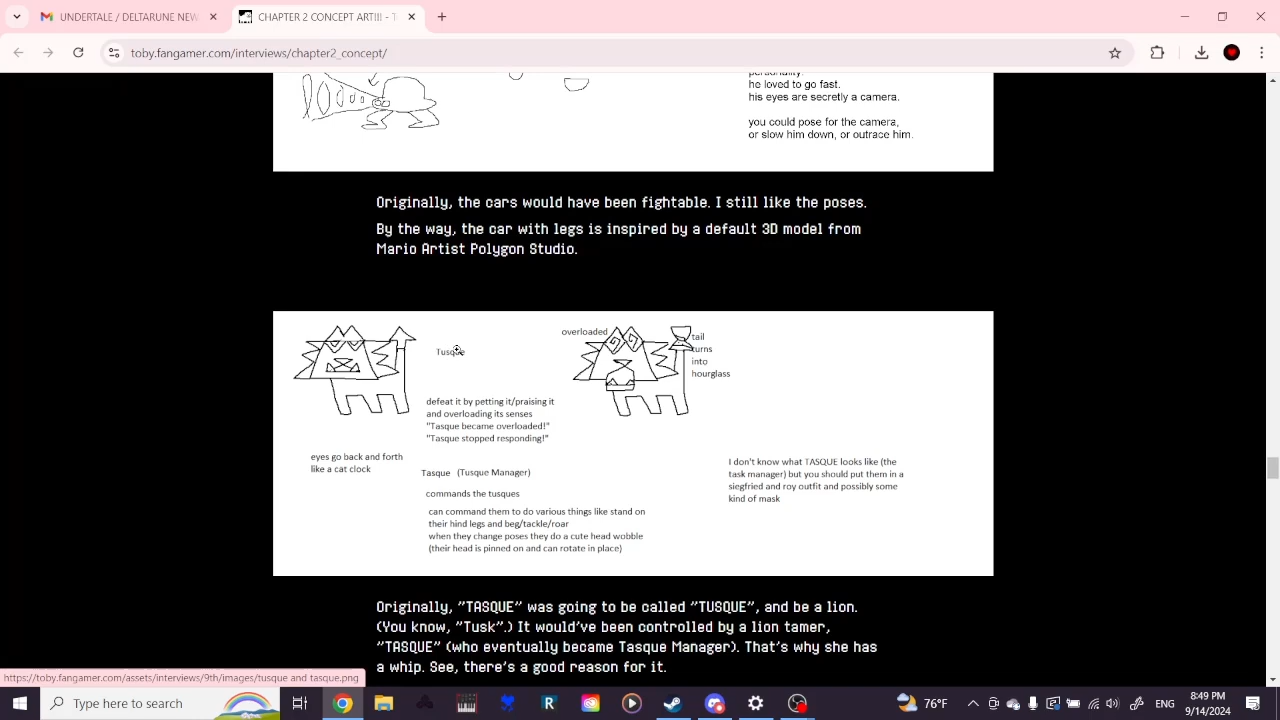 UNDERTALE / DELTARUNE NEW
CHAPTER 2 CONCEPT ART!!! - T
toby.fangamer.com/interviews/chapter2_concept/
he loved to go fast.
his eyes are secretly a camera.
you could pose for the camera,
or slow him down, or outrace him.
Originally, the cars would have been fightable. I still like the poses.
By the way, the car with legs is inspired by a default 3D model from
Mario Artist Polygon Studio.
Tusque
overloaded
tail
turns
into
hourglass
defeat it by petting it/praising it
and overloading its senses
"Tasque became overloaded!"
"Tasque stopped responding!"
eyes go back and forth
like a cat clock
Tasque (Tusque Manager)
commands the tusques
can command them to do various things like stand on
their hind legs and beg/tackle/roar
when they change poses they do a cute head wobble
(their head is pinned on and can rotate in place)
I don't know what TASQUE looks like (the
task manager) but you should put them in a
siegfried and roy outfit and possibly some
kind of mask
Originally, "TASQUE" was going to be called "TUSQUE", and be a lion.
(You know, "Tusk".) It would've been controlled by a lion tamer,
"TASQUE" (who eventually became Tasque Manager). That's why she has
a whip. See, there's a good reason for it.
https://toby.fangamer.com/assets/interviews/9th/images/tusque and tasque.png
Type here to search
76°F
ENG
8:49 PM
9/14/2024